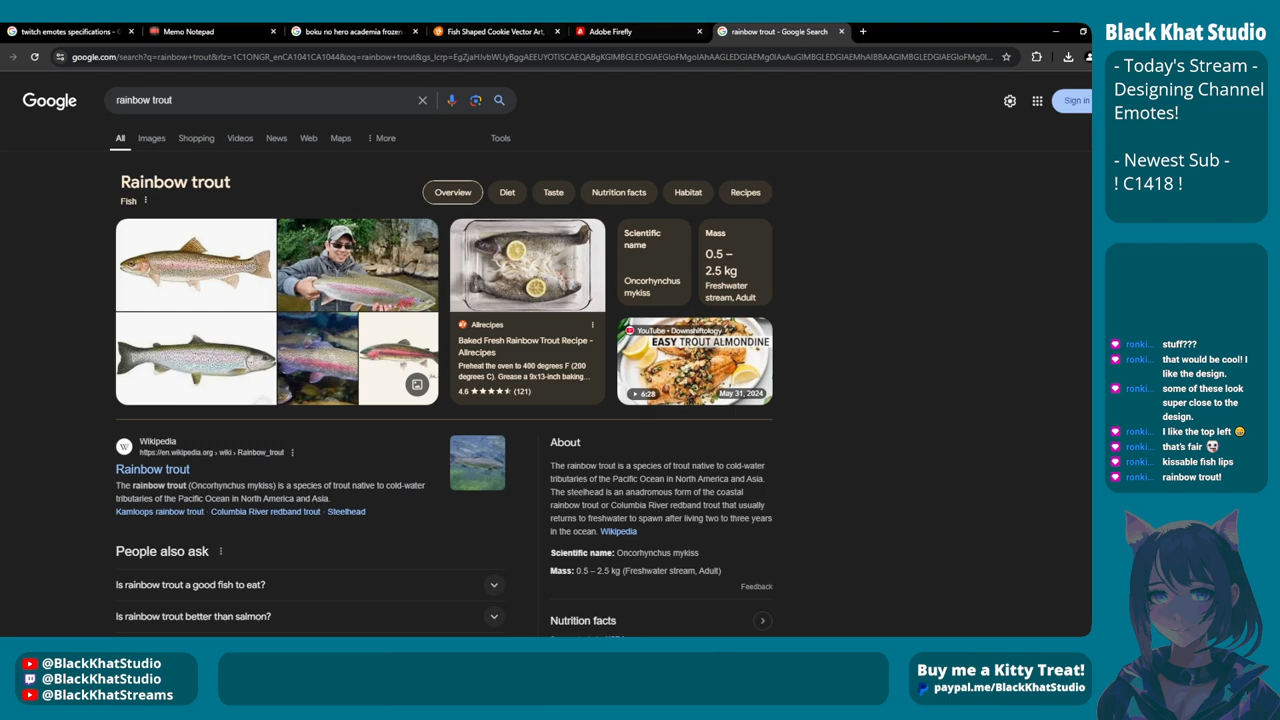 twitch emotes specifications - G
Memo Notepad
boku no hero academia frozen
Fish Shaped Cookie Vector Art,
Adobe Firefly
rainbow trout - Google Search
Google
rainbow trout
Sign in
All
Images
Shopping
Videos
News
Web
Maps
More
Tools
Rainbow trout
Fish
Overview
Diet
Taste
Nutrition facts
Habitat
Recipes
Allrecipes
Baked Fresh Rainbow Trout Recipe -
Allrecipes
Preheat the oven to 400 degrees F (200
degrees C). Grease a 9x13-inch baking...
4.6 ★★★★★ (121)
Scientific
name
Oncorhynchus
mykiss
Mass
0.5 –
2.5 kg
Freshwater
stream, Adult
YouTube • Downshiftology
EASY TROUT ALMONDINE
6:28
May 31, 2024
W
Wikipedia
https://en.wikipedia.org › wiki › Rainbow_trout
Rainbow trout
The rainbow trout (Oncorhynchus mykiss) is a species of trout native to cold-water
tributaries of the Pacific Ocean in North America and Asia.
Kamloops rainbow trout · Columbia River redband trout · Steelhead
People also ask
Is rainbow trout a good fish to eat?
Is rainbow trout better than salmon?
About
The rainbow trout is a species of trout native to cold-water
tributaries of the Pacific Ocean in North America and Asia.
The steelhead is an anadromous form of the coastal
rainbow trout or Columbia River redband trout that usually
returns to freshwater to spawn after living two to three years
in the ocean. Wikipedia
Scientific name: Oncorhynchus mykiss
Mass: 0.5 – 2.5 kg (Freshwater stream, Adult)
Feedback
Nutrition facts
Black Khat Studio
- Today's Stream -
Designing Channel
Emotes!
- Newest Sub -
! C1418 !
ronki... stuff???
ronki... that would be cool! I
like the design.
ronki... some of these look
super close to the
design.
ronki... I like the top left 😄
ronki... that's fair
ronki... kissable fish lips
ronki... rainbow trout!
@BlackKhatStudio
@BlackKhatStudio
@BlackKhatStreams
Buy me a Kitty Treat!
paypal.me/BlackKhatStudio